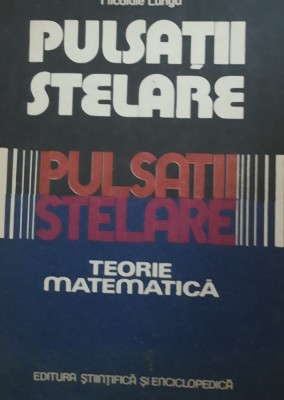 Nicolaie Lungu
PULSAȚII
STELARE
PULSAȚII
STELARE
TEORIE
MATEMATICĂ
EDITURA ȘTIINȚIFICĂ ȘI ENCICLOPEDICĂ